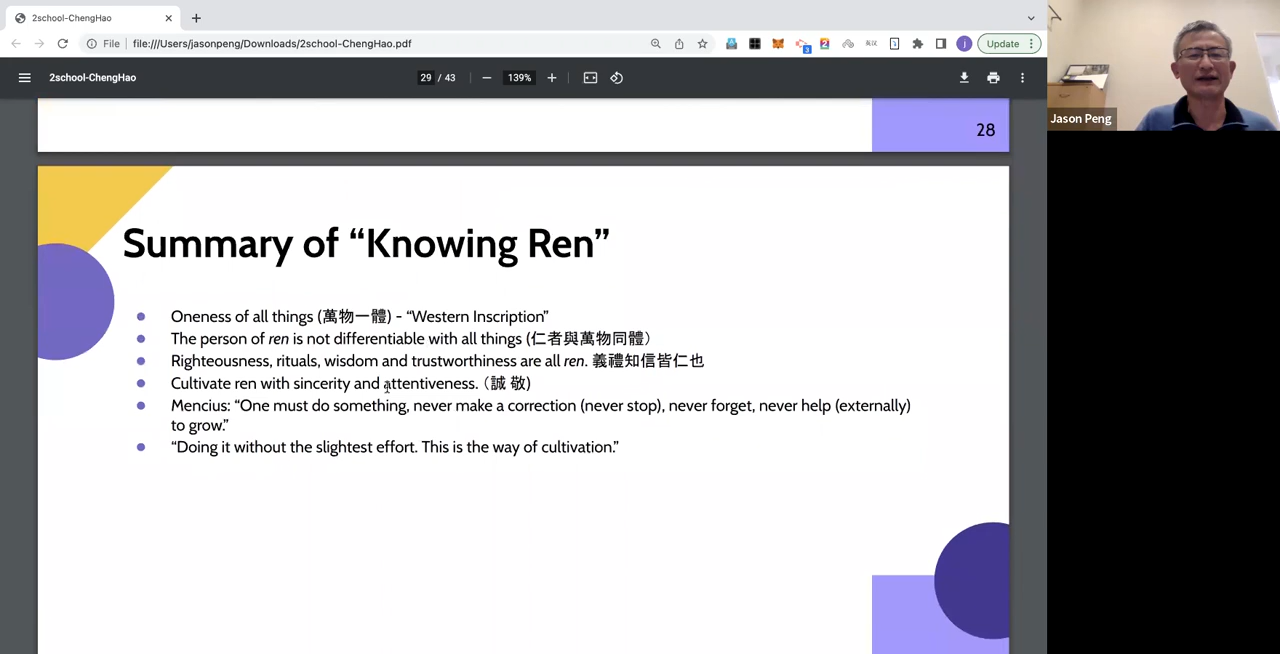 2school-ChengHao
File
file:///Users/jasonpeng/Downloads/2school-ChengHao.pdf
3
2
j
Update
2school-ChengHao
29 / 43
139%
Jason Peng
28
Summary of “Knowing Ren”
Oneness of all things (萬物一體) - “Western Inscription”
The person of ren is not differentiable with all things (仁者與萬物同體）
Righteousness, rituals, wisdom and trustworthiness are all ren. 義禮知信皆仁也
Cultivate ren with sincerity and attentiveness. （誠 敬)
Mencius: “One must do something, never make a correction (never stop), never forget, never help (externally)
to grow.”
“Doing it without the slightest effort. This is the way of cultivation.”